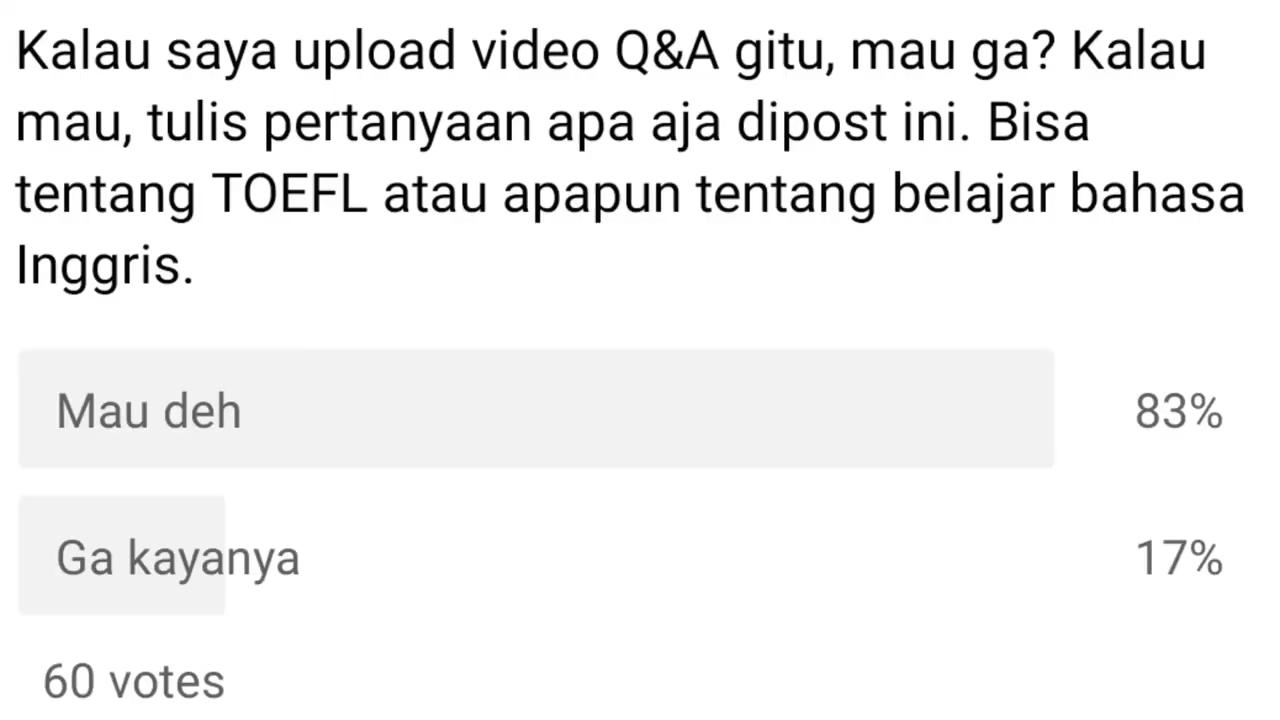 Kalau saya upload video Q&A gitu, mau ga? Kalau
mau, tulis pertanyaan apa aja dipost ini. Bisa
tentang TOEFL atau apapun tentang belajar bahasa
Inggris.
Mau deh 83%
Ga kayanya 17%
60 votes